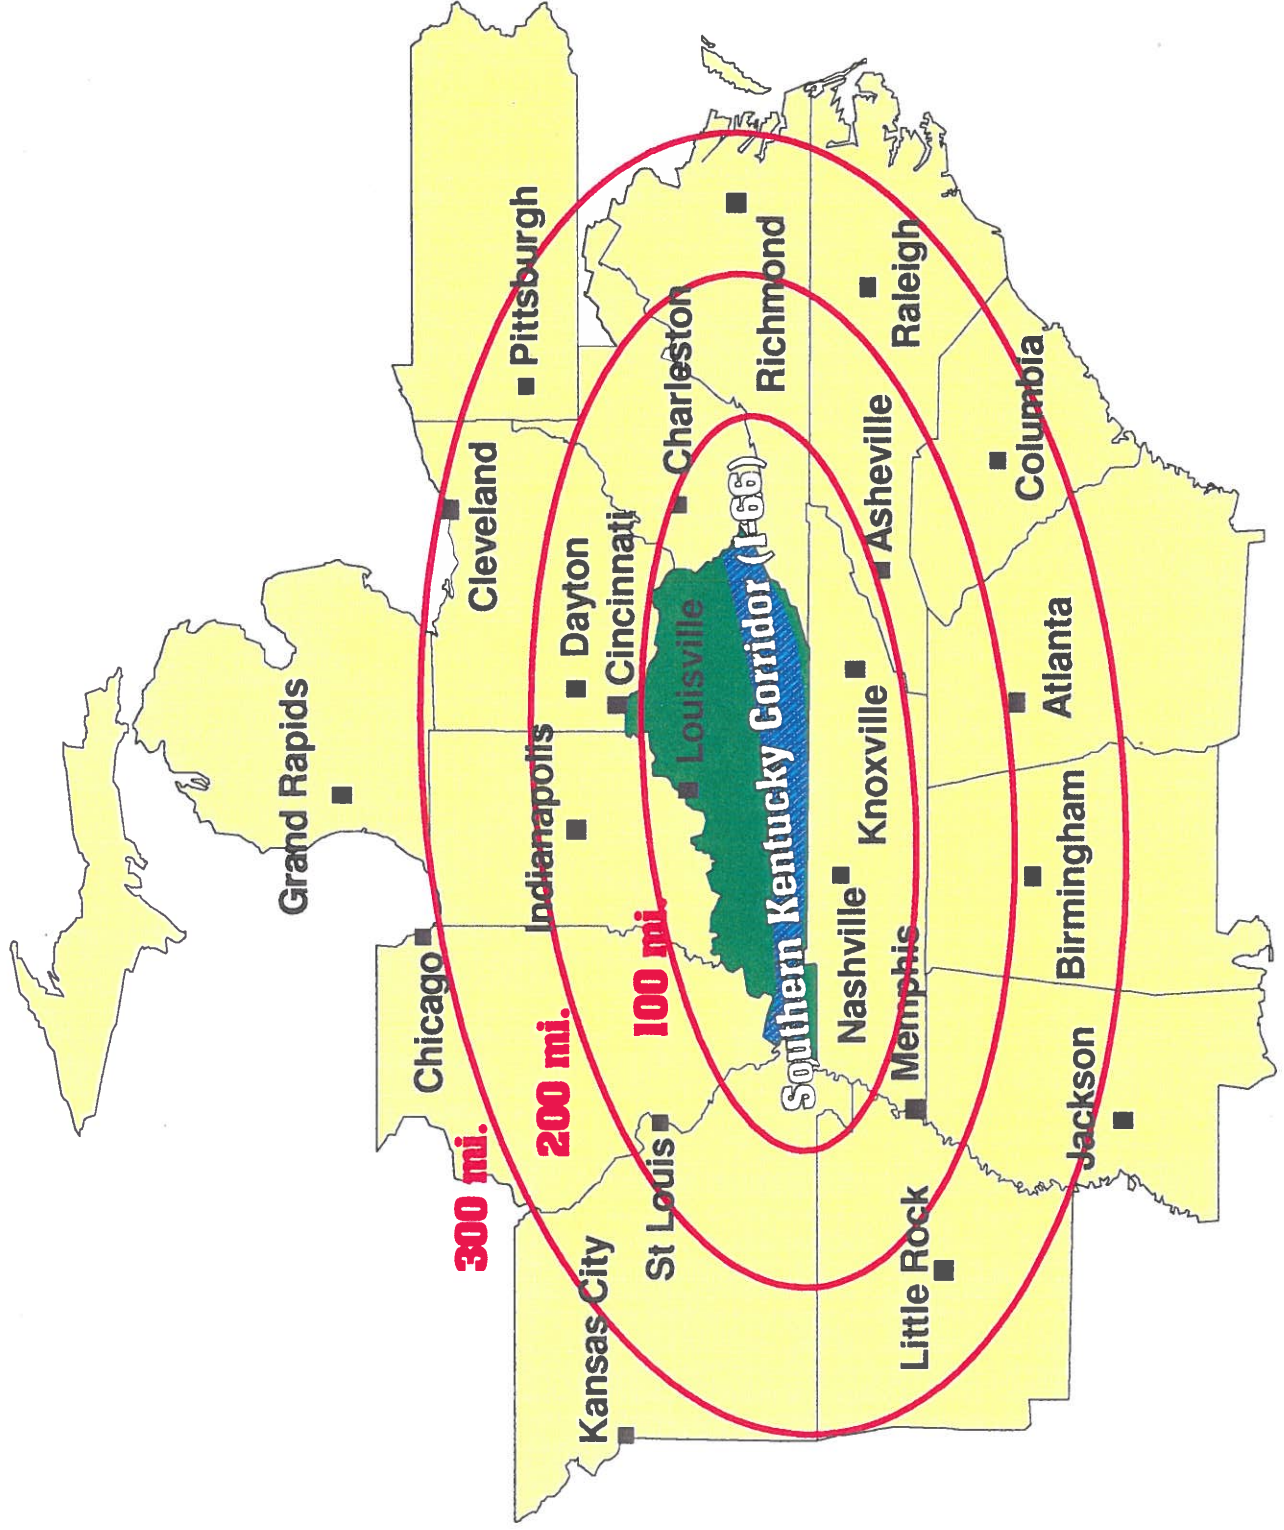 Grand Rapids
Chicago
Cleveland
Pittsburgh
300 mi.
200 mi.
100 mi.
Indianapolis
Dayton
Cincinnati
Kansas City
St Louis
Louisville
Charleston
Richmond
Southern Kentucky Corridor (I-66)
Nashville
Knoxville
Asheville
Raleigh
Memphis
Little Rock
Columbia
Atlanta
Birmingham
Jackson